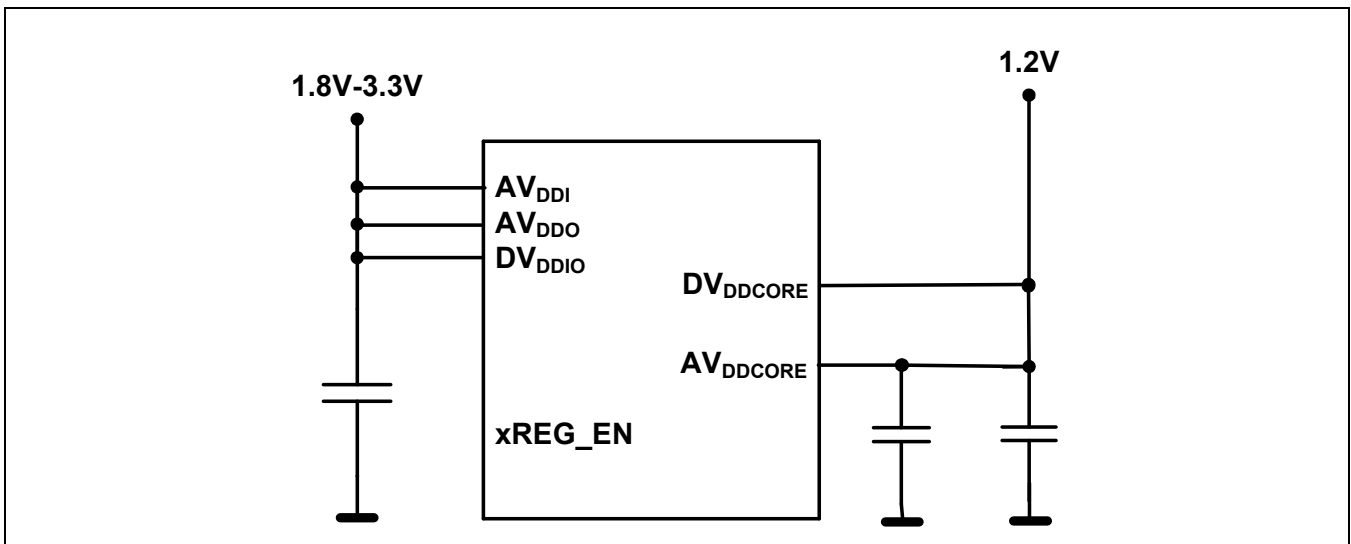 1.2V
1.8V-3.3V
AVDDI
AVDDO
DVDDIO
DVDDCORE
AVDDCORE
xREG_EN